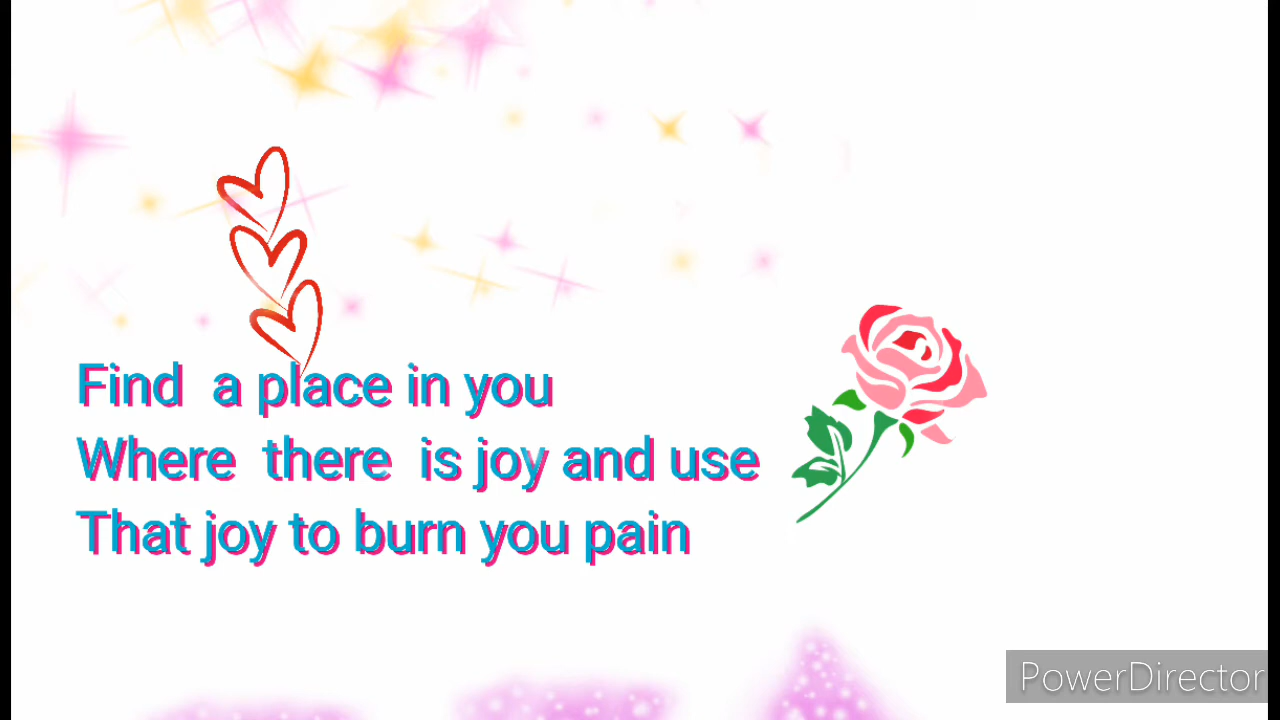 Find a place in you
Where there is joy and use
That joy to burn you pain
PowerDirector